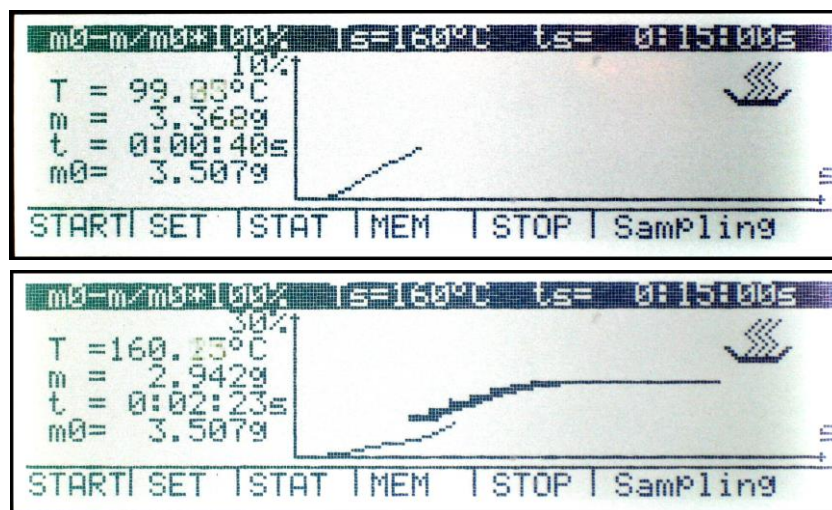 m0-m/m0*100% Ts=160°C ts= 0:15:00s
10%
T = 99.85°C
m = 3.368g
t = 0:00:40s
m0= 3.507g
START SET STAT MEM STOP Sampling
m0-m/m0*100% Ts=160°C ts= 0:15:00s
30%
T =160.15°C
m = 2.942g
t = 0:02:23s
m0= 3.507g
START SET STAT MEM STOP Sampling